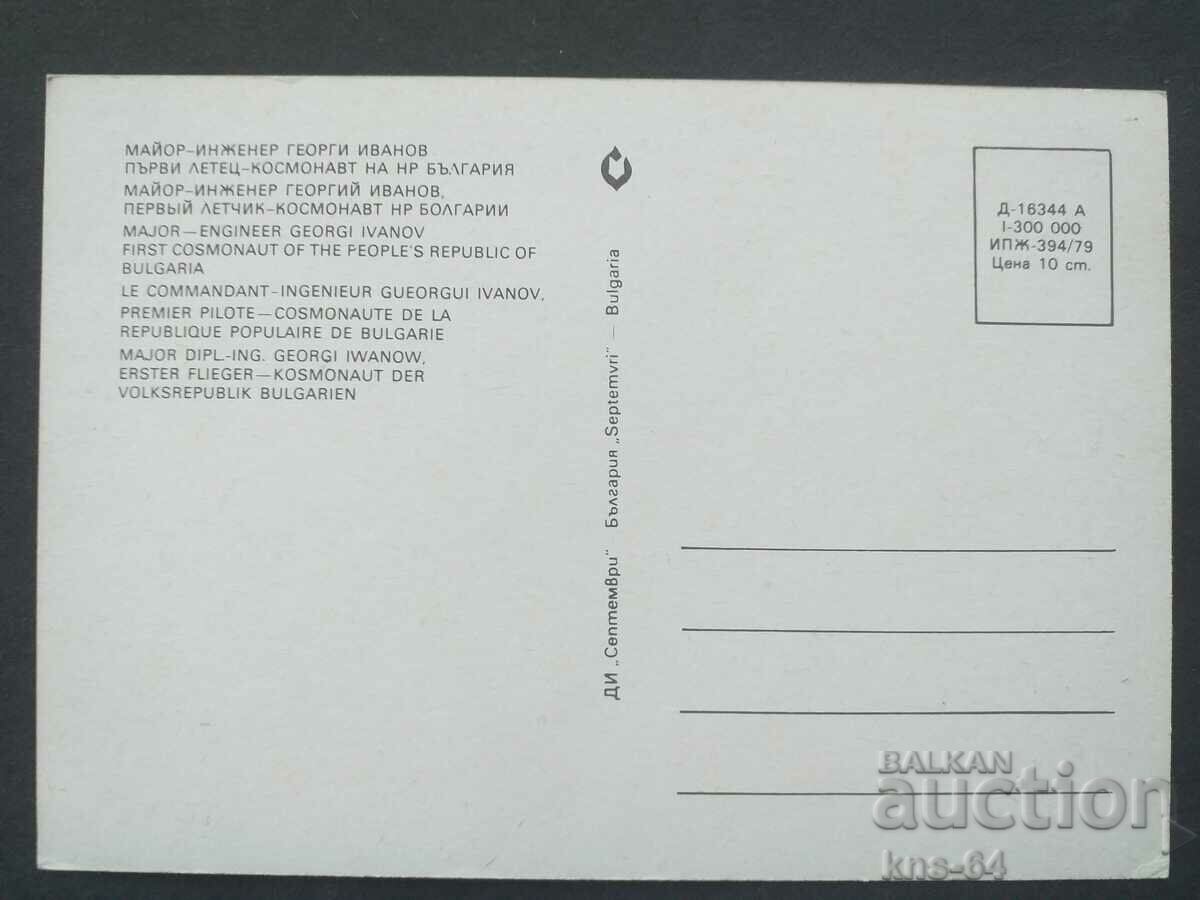 МАЙОР-ИНЖЕНЕР ГЕОРГИ ИВАНОВ
ПЪРВИ ЛЕТЕЦ-КОСМОНАВТ НА НР БЪЛГАРИЯ
МАЙОР-ИНЖЕНЕР ГЕОРГИЙ ИВАНОВ,
ПЕРВЫЙ ЛЕТЧИК-КОСМОНАВТ НР БОЛГАРИИ
MAJOR—ENGINEER GEORGI IVANOV
FIRST COSMONAUT OF THE PEOPLE'S REPUBLIC OF
BULGARIA
LE COMMANDANT-INGENIEUR GUEORGUI IVANOV,
PREMIER PILOTE—COSMONAUTE DE LA
REPUBLIQUE POPULAIRE DE BULGARIE
MAJOR DIPL.-ING. GEORGI IWANOW,
ERSTER FLIEGER—KOSMONAUT DER
VOLKSREPUBLIK BULGARIEN
ДИ „Септември" България „Septemvri" — Bulgaria
Д-16344 А
I-300 000
ИПЖ-394/79
Цена 10 ст.
BALKAN
auction
kns-64